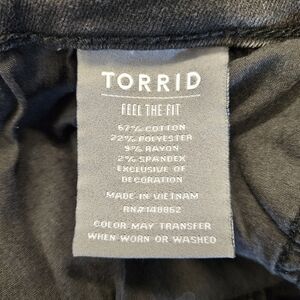 TORRID
FEEL THE FIT
67% COTTON
22% POLYESTER
9% RAYON
2% SPANDEX
EXCLUSIVE OF
DECORATION
MADE IN VIETNAM
RN#148862
COLOR MAY TRANSFER
WHEN WORN OR WASHED